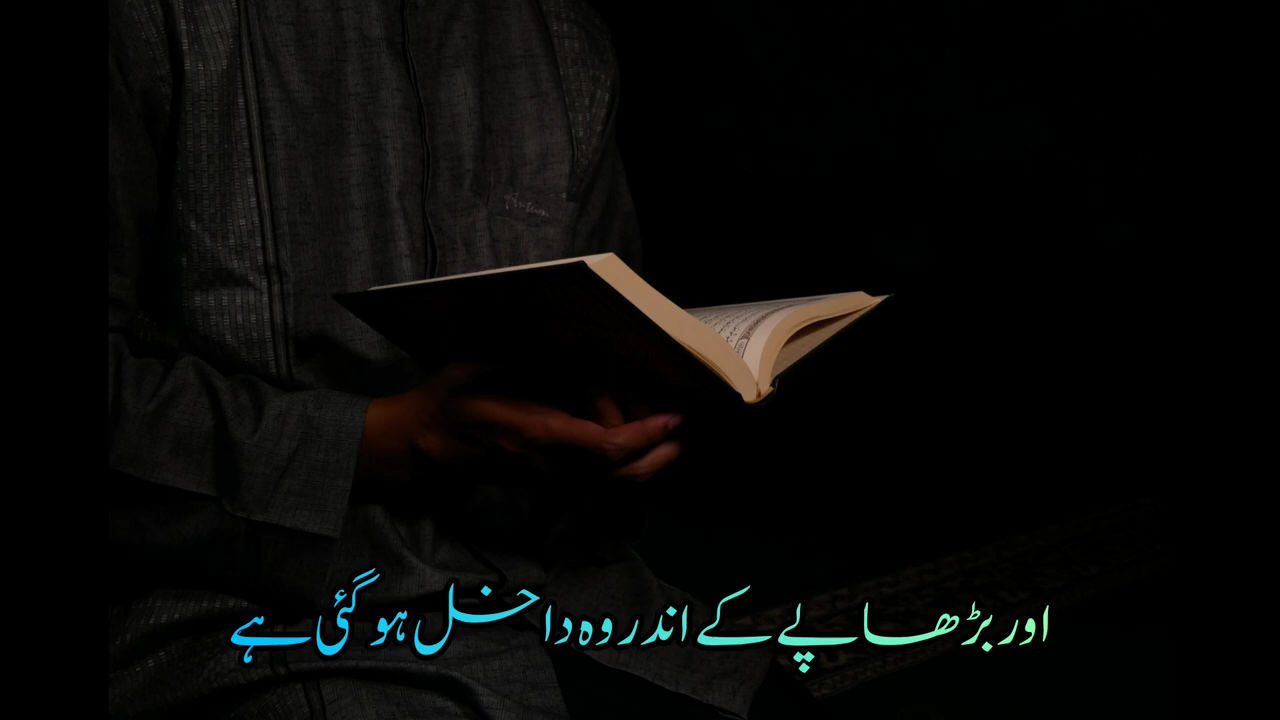 اور بڑھاپے کے اندر وہ داخل ہو گئی ہے